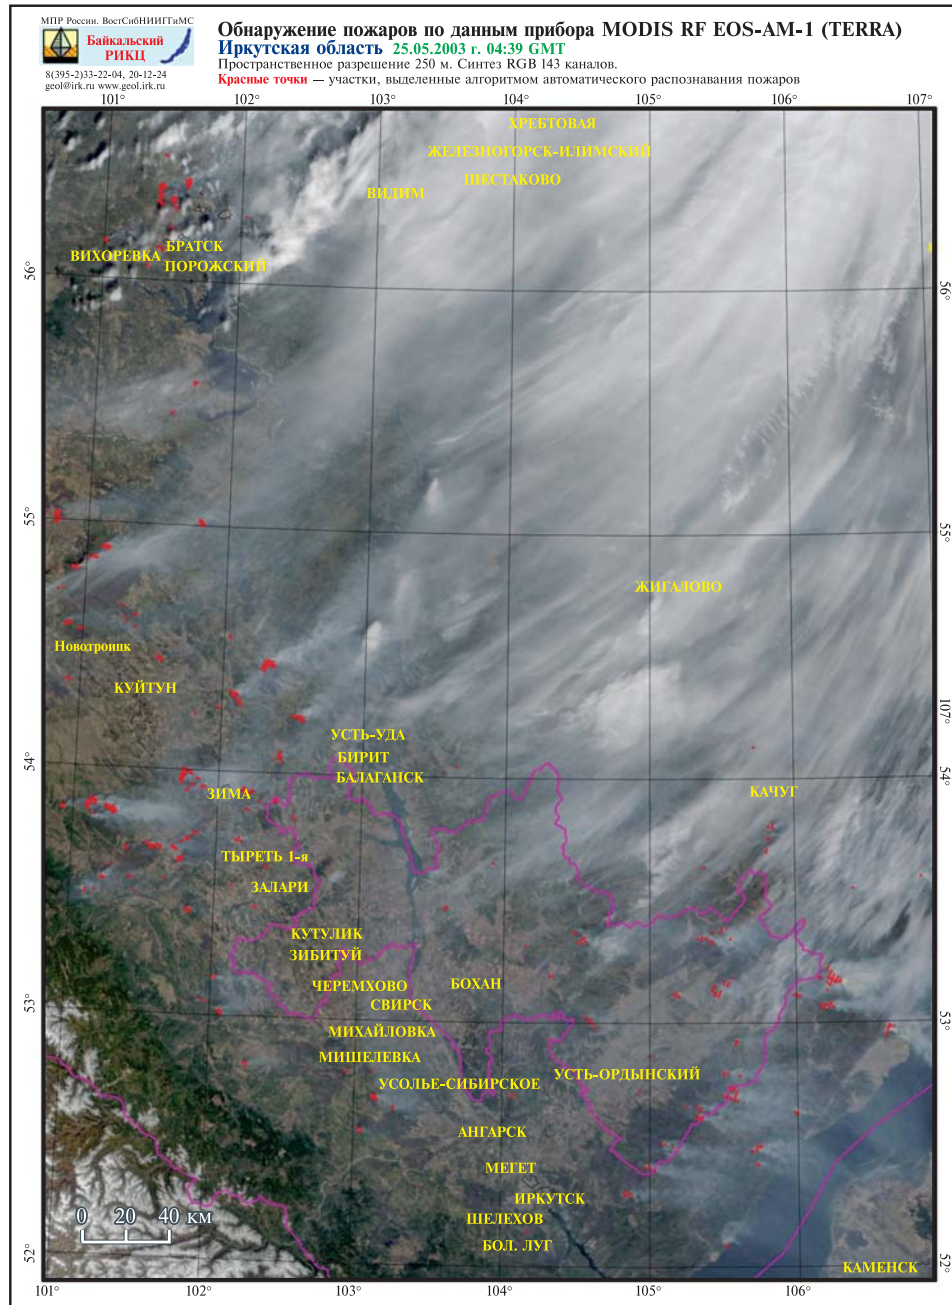 МПР России. ВостСибНИИГГиМС
Байкальский
РИКЦ
8(395-2)33-22-04, 20-12-24
geol@irk.ru www.geol.irk.ru
Обнаружение пожаров по данным прибора MODIS RF EOS-AM-1 (TERRA)
Иркутская область 25.05.2003 г. 04:39 GMT
Пространственное разрешение 250 м. Синтез RGB 143 каналов.
Красные точки — участки, выделенные алгоритмом автоматического распознавания пожаров
101° 102° 103° 104° 105° 106° 107°
ХРЕБТОВАЯ
ЖЕЛЕЗНОГОРСК-ИЛИМСКИЙ
ШЕСТАКОВО
ВИДИМ
БРАТСК
ВИХОРЕВКА
ПОРОЖСКИЙ
56° 56°
55° 55°
ЖИГАЛОВО
Новотроицк
КУЙТУН
107°
УСТЬ-УДА
БИРИТ
54° 54°
БАЛАГАНСК
ЗИМА
КАЧУГ
ТЫРЕТЬ 1-я
ЗАЛАРИ
КУТУЛИК
ЗИБИТУЙ
ЧЕРЕМХОВО
БОХАН
СВИРСК
53° 53°
МИХАЙЛОВКА
МИШЕЛЕВКА
УСТЬ-ОРДЫНСКИЙ
УСОЛЬЕ-СИБИРСКОЕ
АНГАРСК
МЕГЕТ
ИРКУТСК
0 20 40 КМ
ШЕЛЕХОВ
БОЛ. ЛУГ
52° 52°
КАМЕНСК
101° 102° 103° 104° 105° 106°